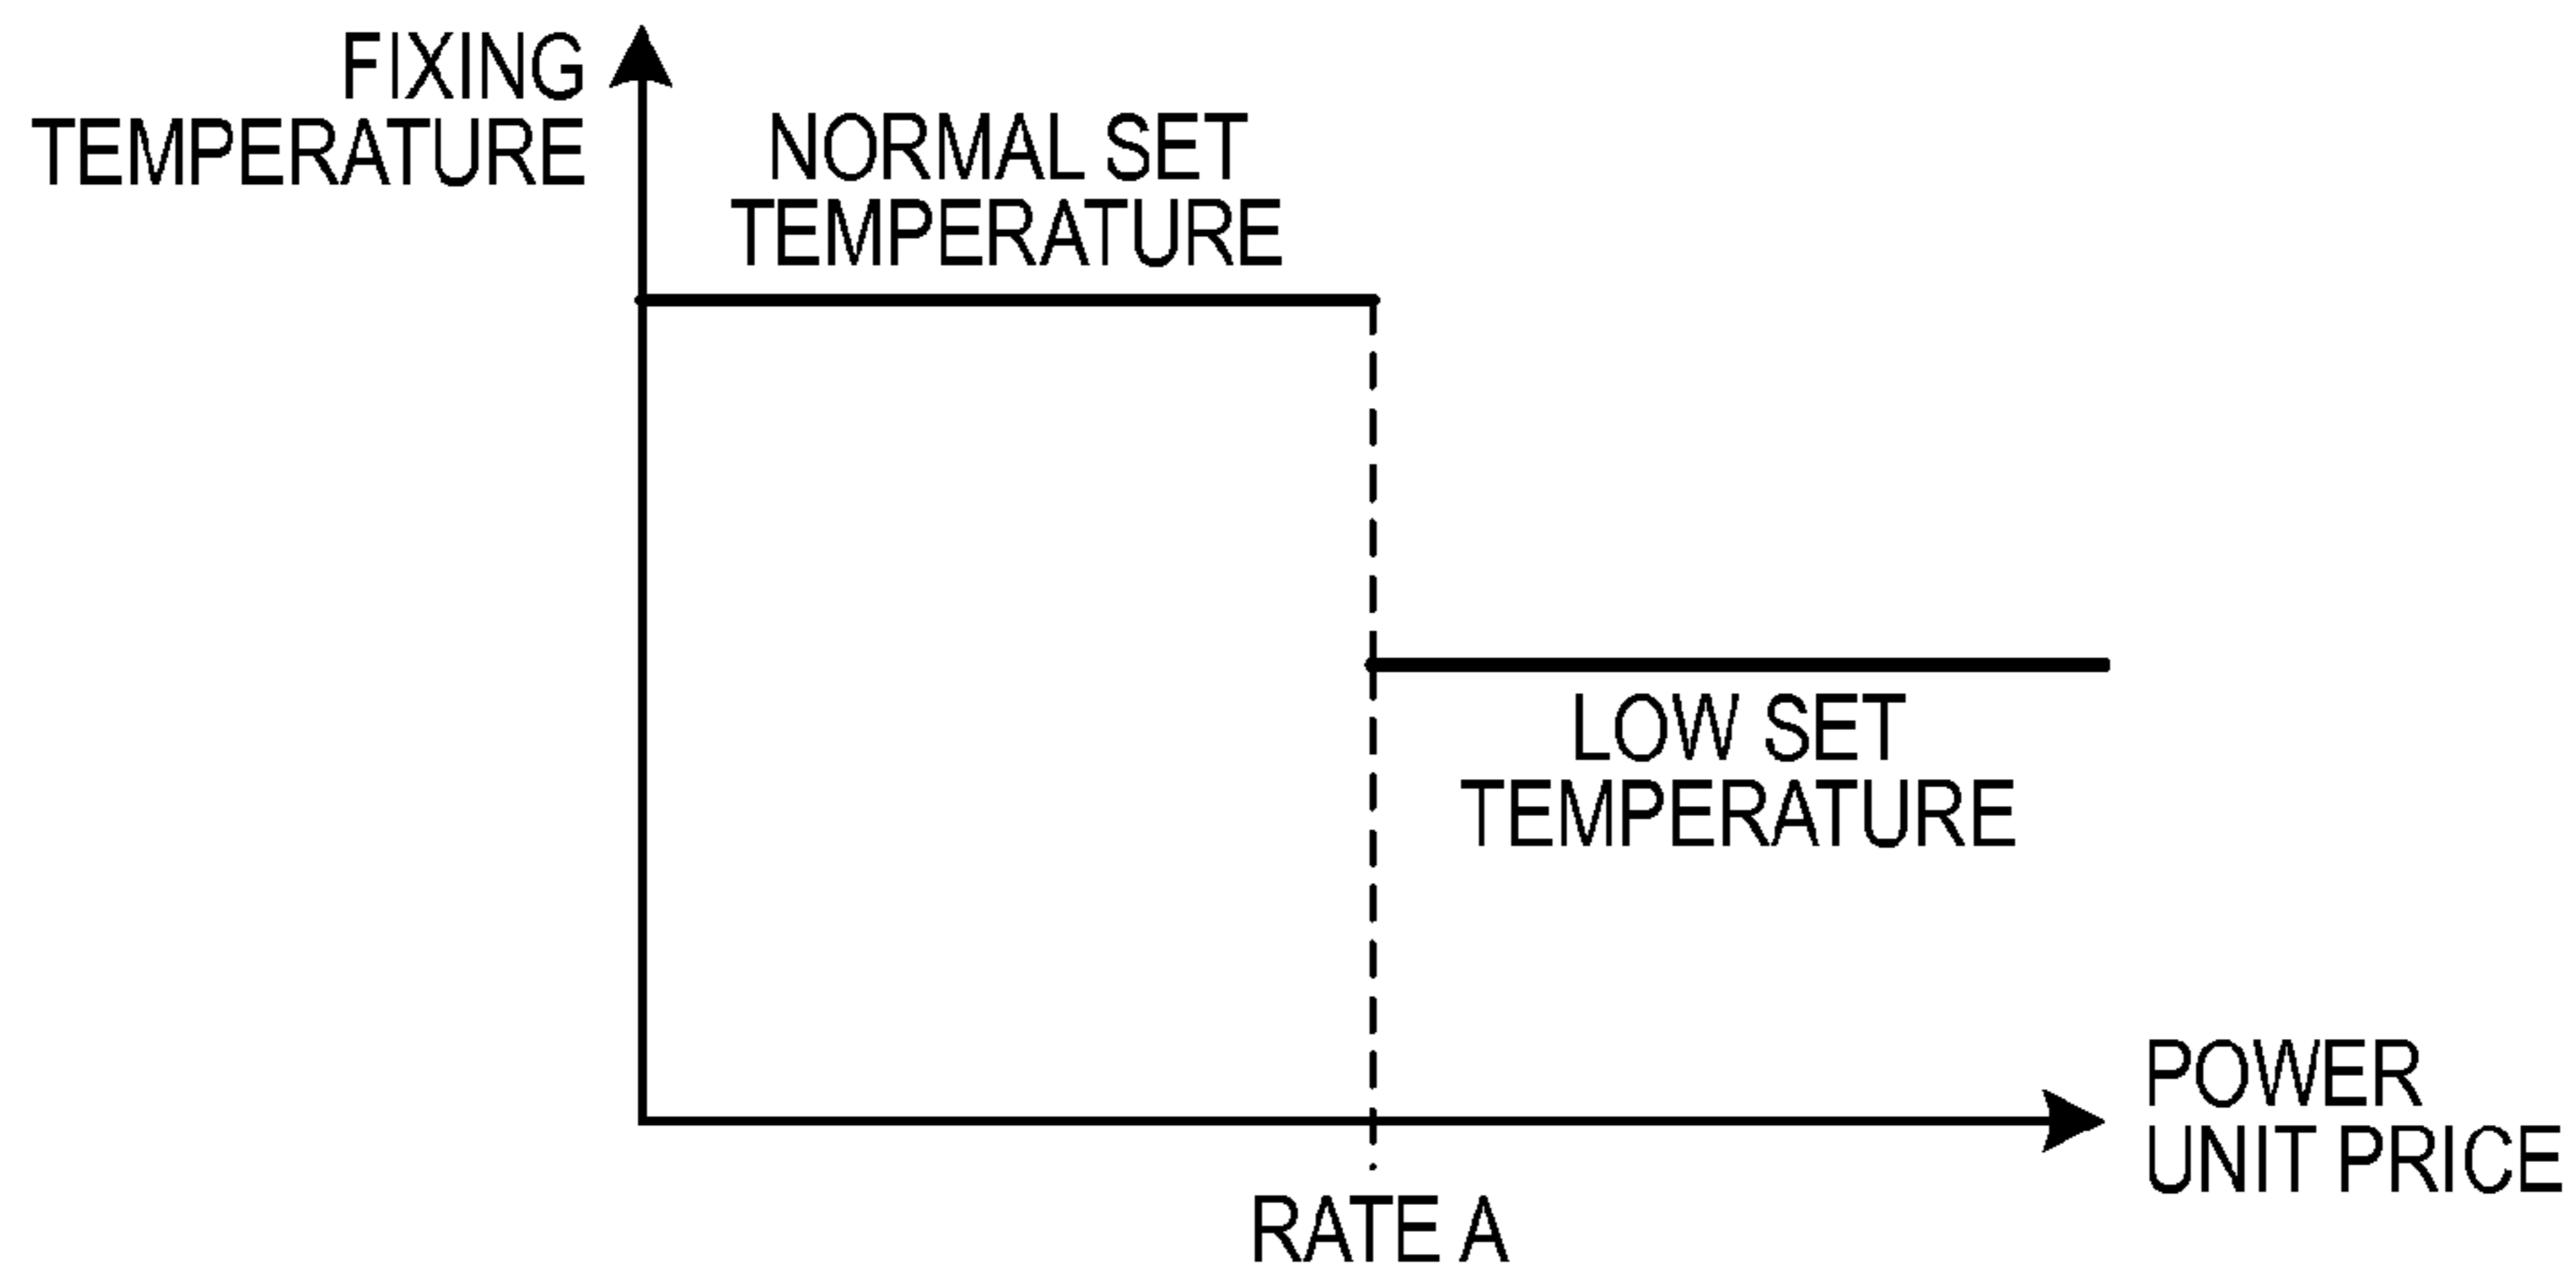 FIXING
TEMPERATURE
NORMAL SET
TEMPERATURE
LOW SET
TEMPERATURE
POWER
UNIT PRICE
RATE A